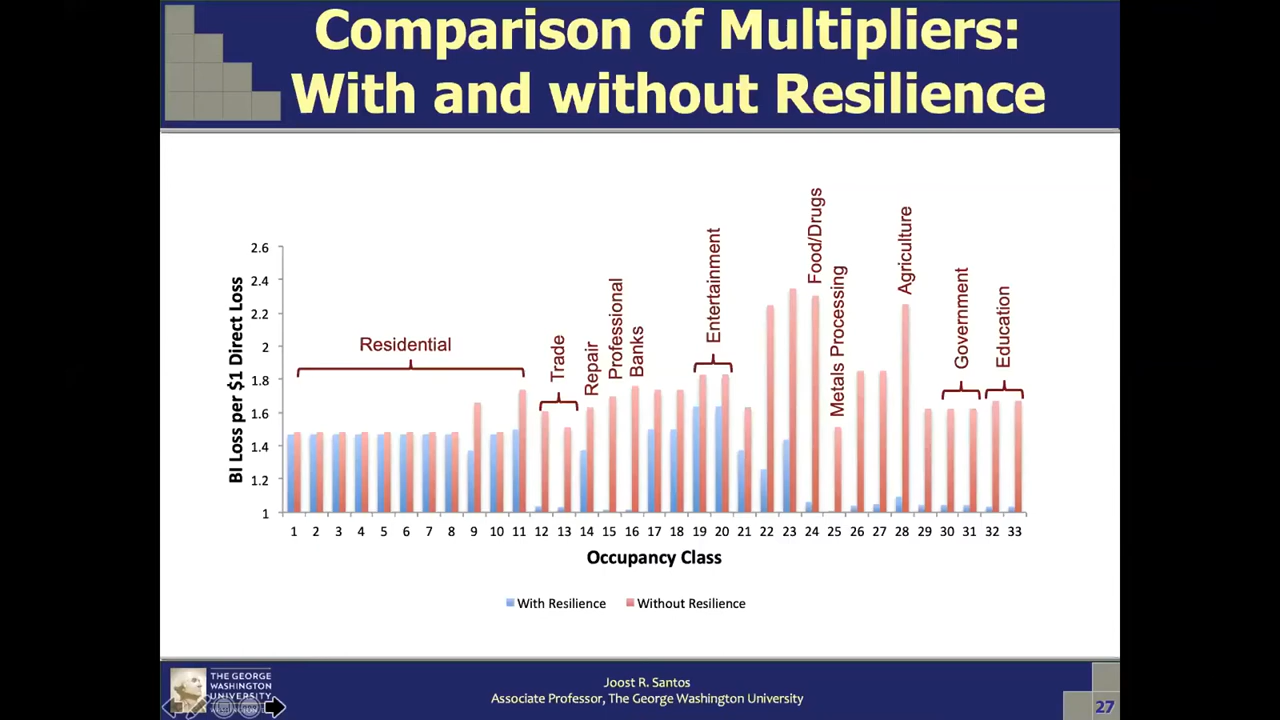 Comparison of Multipliers:
With and without Resilience
BI Loss per $1 Direct Loss
2.6
2.4
2.2
2
1.8
1.6
1.4
1.2
1
Residential
Trade
Repair
Professional
Banks
Entertainment
Food/Drugs
Metals Processing
Agriculture
Government
Education
1 2 3 4 5 6 7 8 9 10 11 12 13 14 15 16 17 18 19 20 21 22 23 24 25 26 27 28 29 30 31 32 33
Occupancy Class
With Resilience Without Resilience
THE GEORGE
WASHINGTON
UNIVERSITY
Joost R. Santos
Associate Professor, The George Washington University
27